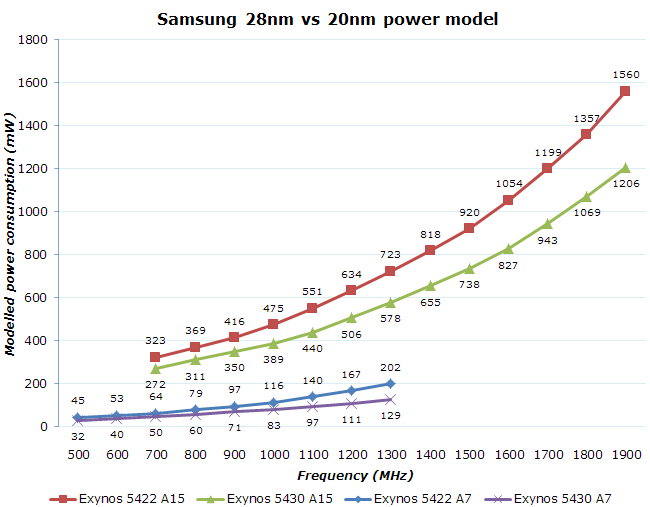 Samsung 28nm vs 20nm power model
Modelled power consumption (mW)
1800
1600
1400
1200
1000
800
600
400
200
0
323 369 416 475 551 634 723 818 920 1054 1199 1357 1560
272 311 350 389 440 506 578 655 738 827 943 1069 1206
45 53 64 79 97 116 140 167 202
32 40 50 60 71 83 97 111 129
500 600 700 800 900 1000 1100 1200 1300 1400 1500 1600 1700 1800 1900
Frequency (MHz)
Exynos 5422 A15 Exynos 5430 A15 Exynos 5422 A7 Exynos 5430 A7